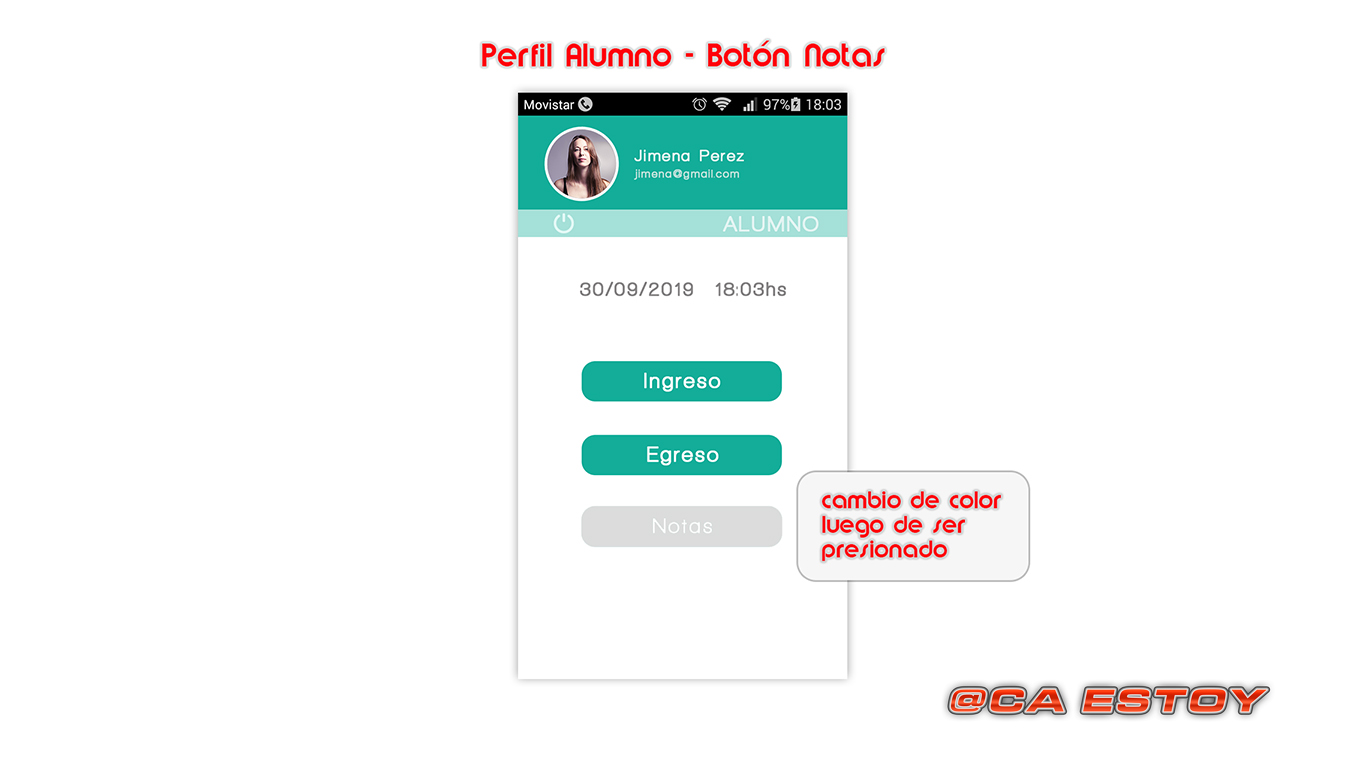 Perfil Alumno - Botón Notas
Movistar 97% 18:03
Jimena Perez
jimena@gmail.com
ALUMNO
30/09/2019 18:03hs
Ingreso
Egreso
Notas
cambio de color
luego de ser
presionado
@CA ESTOY